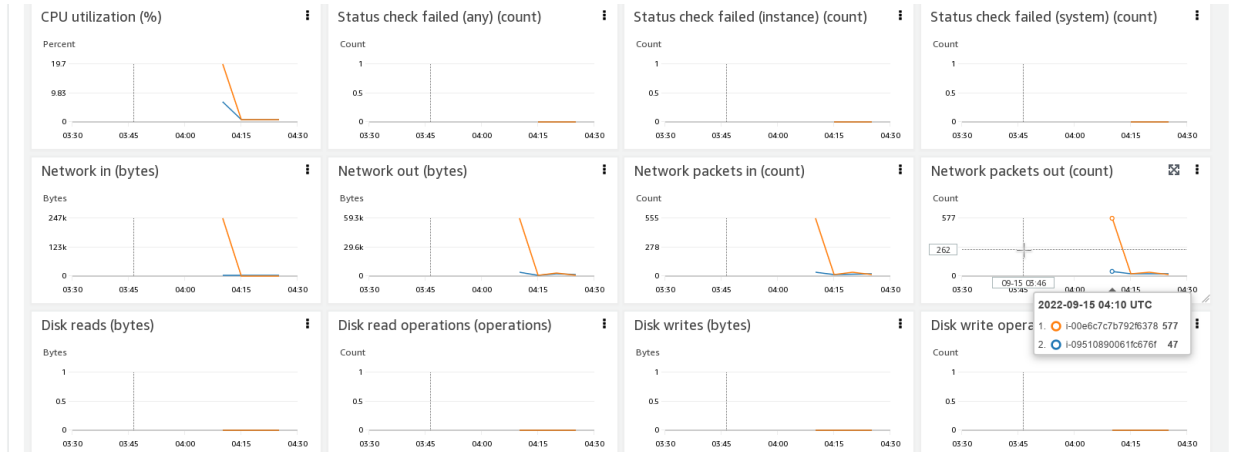 CPU utilization (%)
Percent
19.7
9.83
0
03:30 03:45 04:00 04:15 04:30
Status check failed (any) (count)
Count
1
0.5
0
03:30 03:45 04:00 04:15 04:30
Status check failed (instance) (count)
Count
1
0.5
0
03:30 03:45 04:00 04:15 04:30
Status check failed (system) (count)
Count
1
0.5
0
03:30 03:45 04:00 04:15 04:30
Network in (bytes)
Bytes
247k
123k
0
03:30 03:45 04:00 04:15 04:30
Network out (bytes)
Bytes
59.3k
29.6k
0
03:30 03:45 04:00 04:15 04:30
Network packets in (count)
Count
555
278
0
03:30 03:45 04:00 04:15 04:30
Network packets out (count)
Count
577
262
0
03:30 04:00 04:15 04:30
09-15 03:46
2022-09-15 04:10 UTC
1. i-00e6c7c7b792f6378 577
2. i-09510890061fc676f 47
Disk reads (bytes)
Bytes
1
0.5
0
03:30 03:45 04:00 04:15 04:30
Disk read operations (operations)
Count
1
0.5
0
03:30 03:45 04:00 04:15 04:30
Disk writes (bytes)
Bytes
1
0.5
0
03:30 03:45 04:00 04:15 04:30
Disk write opera
Count
1
0.5
0
03:30 03:45 04:00 04:15 04:30